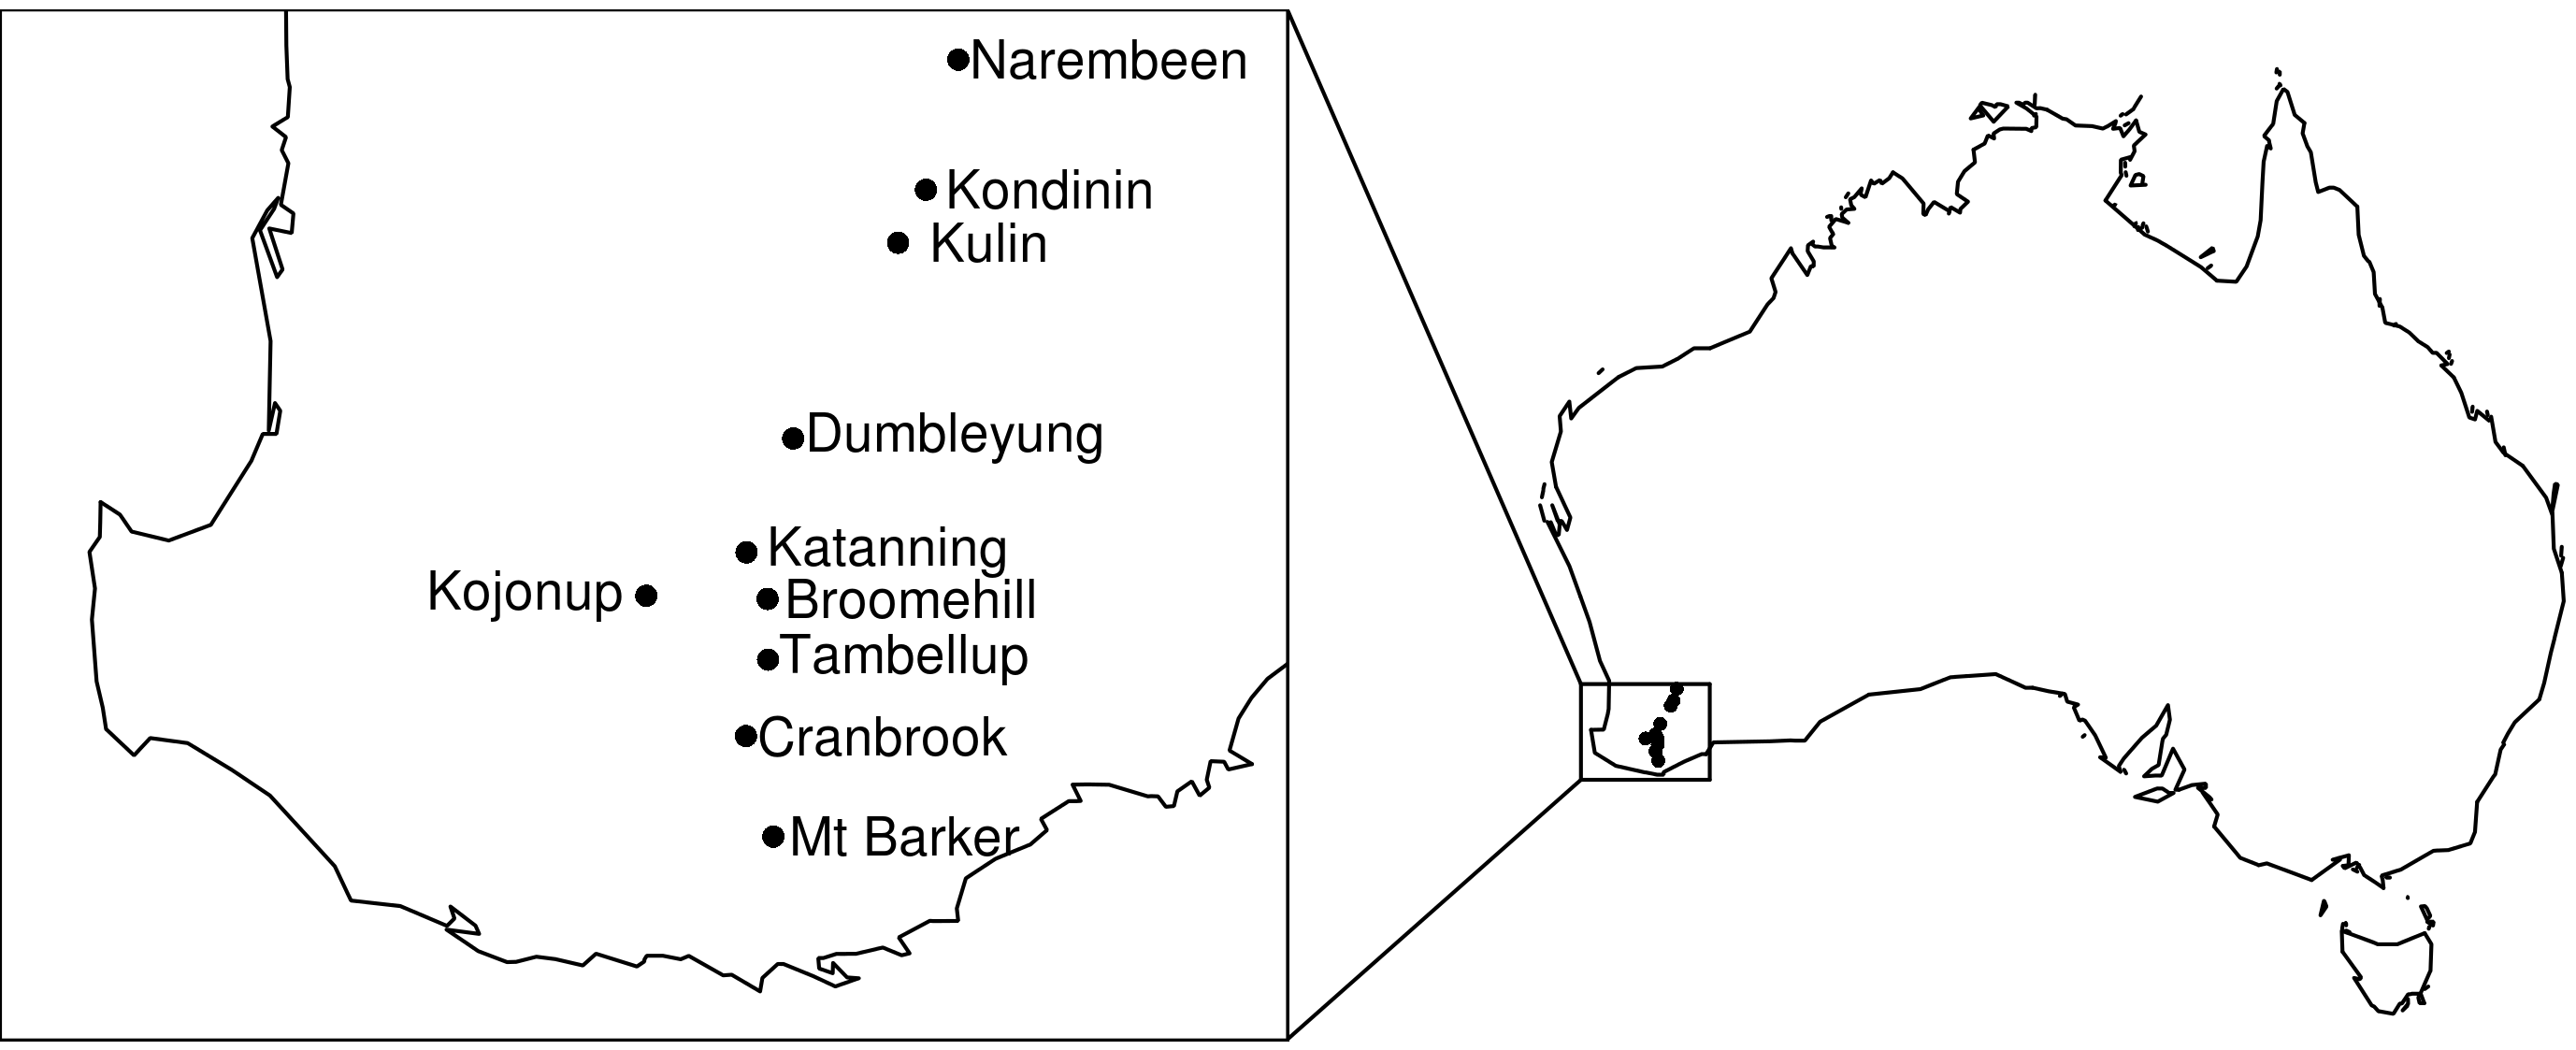 Narembeen
Kondinin
Kulin
Dumbleyung
Katanning
Kojonup
Broomehill
Tambellup
Cranbrook
Mt Barker